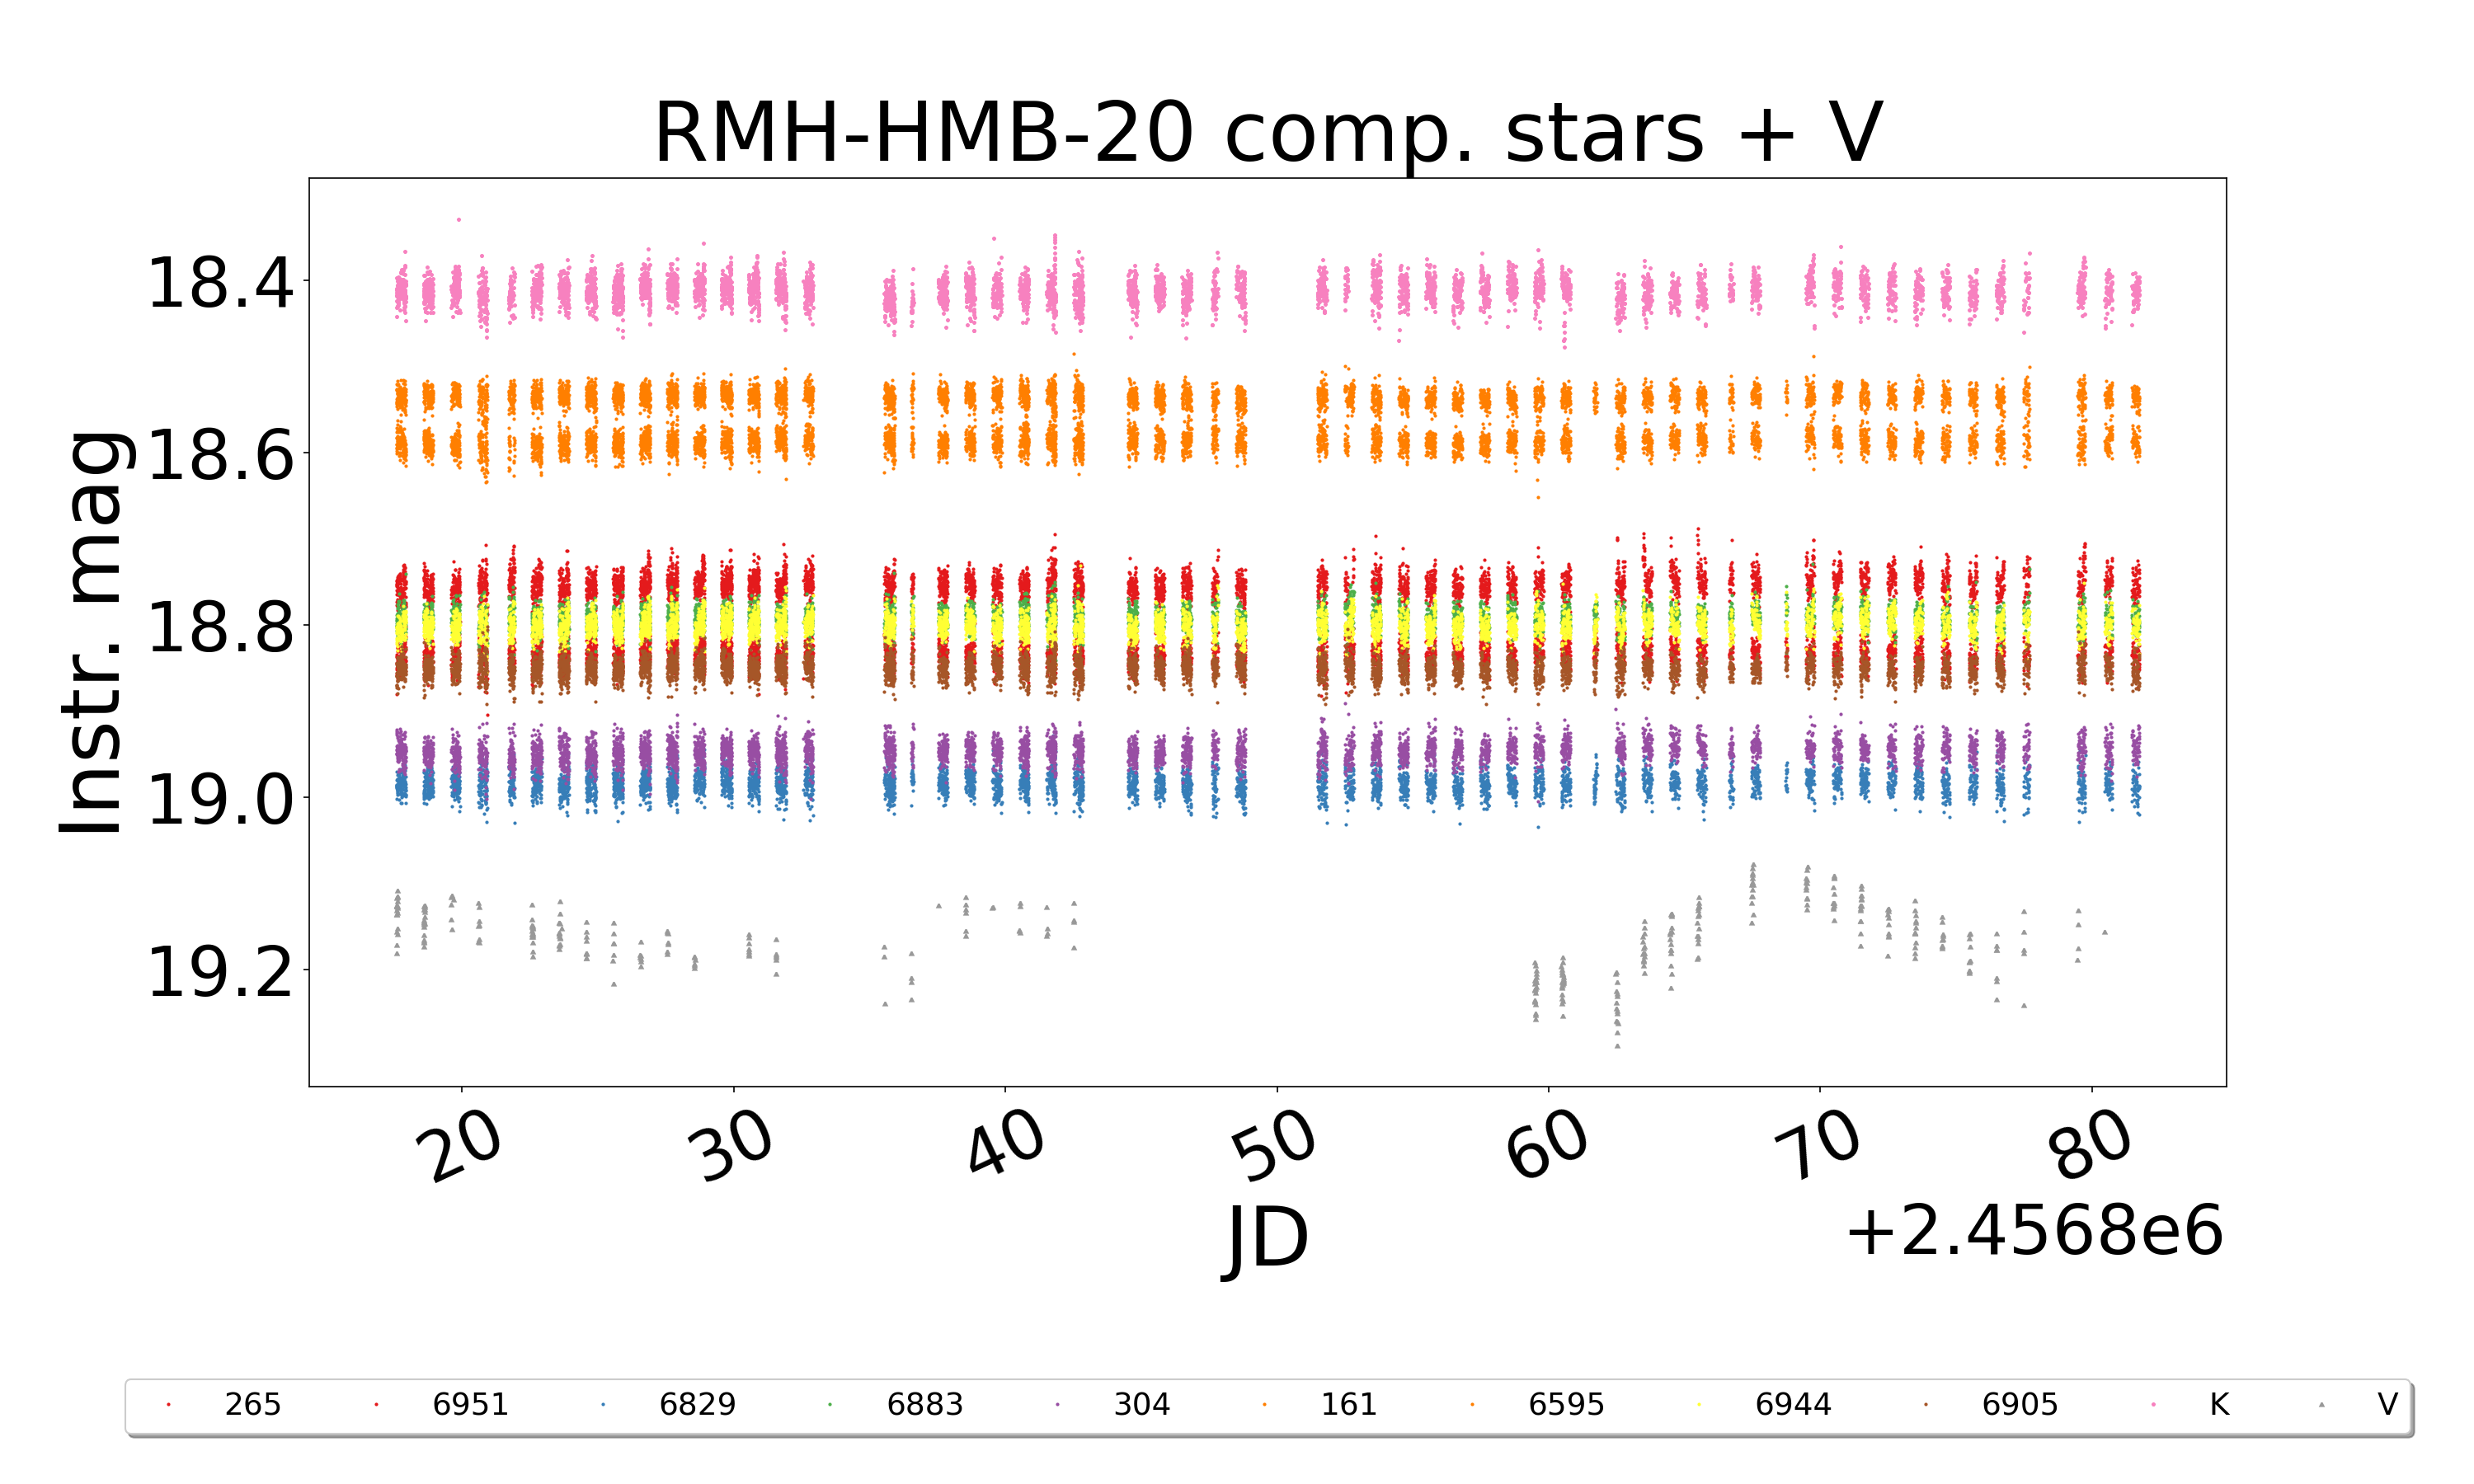 RMH-HMB-20 comp. stars + V
Instr. mag
18.4
18.6
18.8
19.0
19.2
20 30 40 50 60 70 80
JD
+2.4568e6
265 6951 6829 6883 304 161 6595 6944 6905 K V